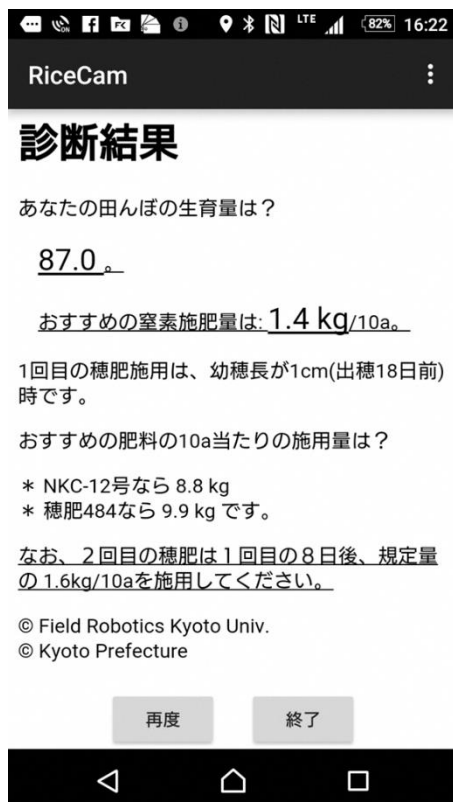 LTE 82% 16:22
RiceCam
診断結果
あなたの田んぼの生育量は？
87.0 。
おすすめの窒素施肥量は: 1.4 kg/10a。
1回目の穂肥施用は、幼穂長が1cm(出穂18日前)
時です。
おすすめの肥料の10a当たりの施用量は？
＊ NKC-12号なら 8.8 kg
＊ 穂肥484なら 9.9 kg です。
なお、２回目の穂肥は１回目の８日後、規定量
の 1.6kg/10aを施用してください。
© Field Robotics Kyoto Univ.
© Kyoto Prefecture
再度 終了